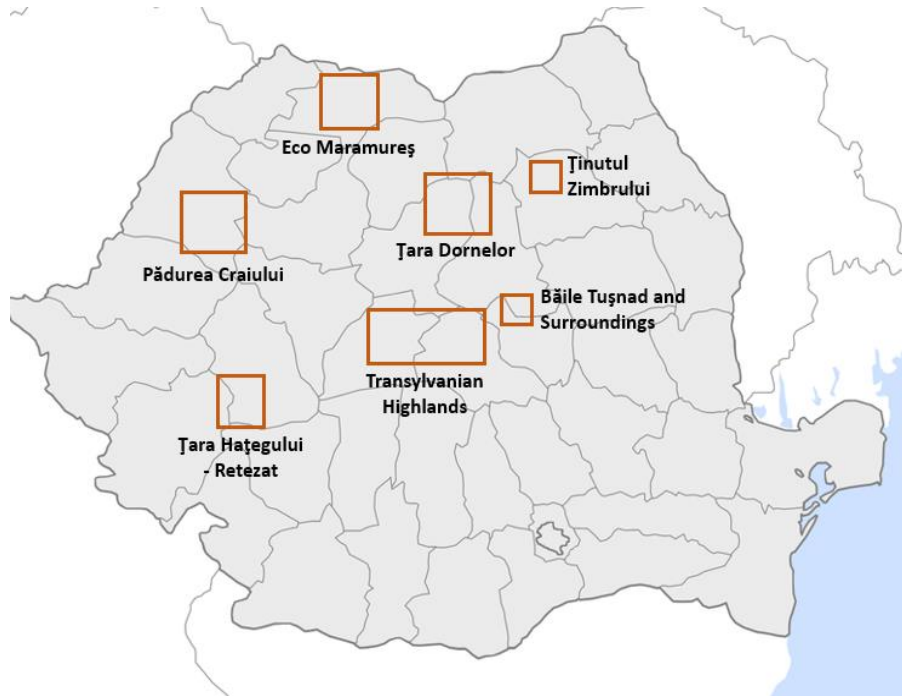 Eco Maramureş
Ţinutul
Zimbrului
Ţara Dornelor
Pădurea Craiului
Băile Tuşnad and
Surroundings
Transylvanian
Highlands
Ţara Haţegului
- Retezat